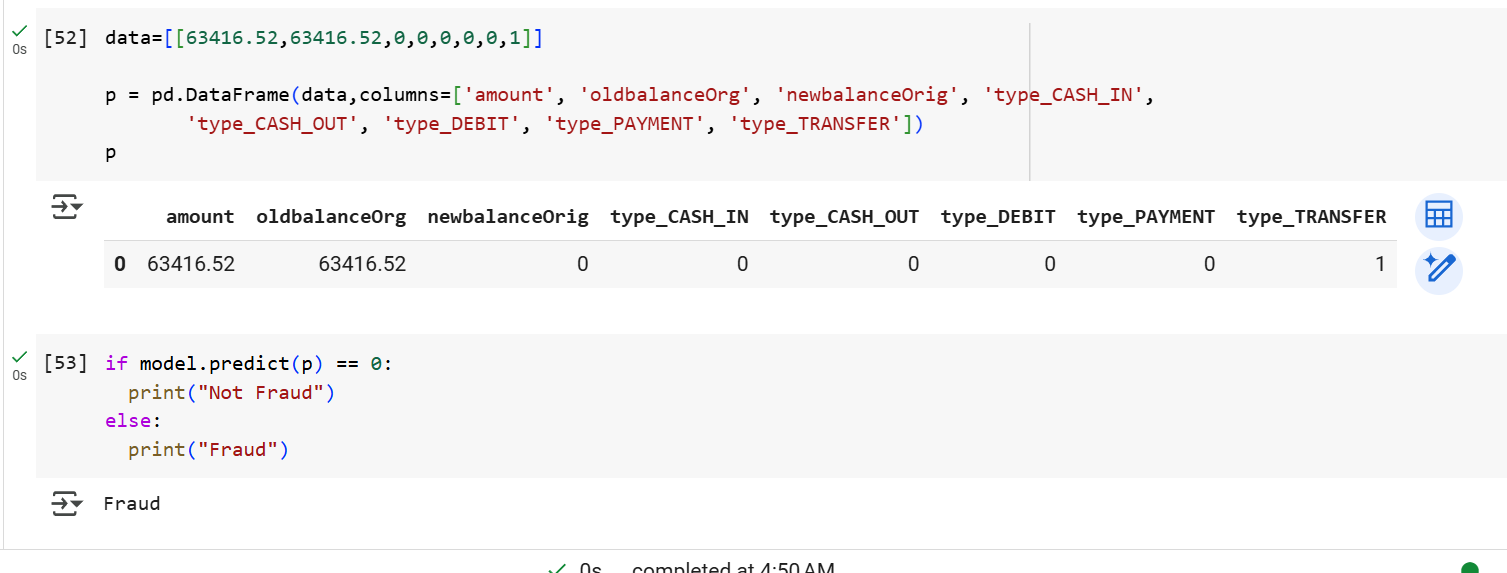 [52] data=[[63416.52,63416.52,0,0,0,0,0,1]]
0s
p = pd.DataFrame(data,columns=['amount', 'oldbalanceOrg', 'newbalanceOrig', 'type_CASH_IN',
'type_CASH_OUT', 'type_DEBIT', 'type_PAYMENT', 'type_TRANSFER'])
p
amount oldbalanceOrg newbalanceOrig type_CASH_IN type_CASH_OUT type_DEBIT type_PAYMENT type_TRANSFER
0 63416.52 63416.52 0 0 0 0 0 1
[53] if model.predict(p) == 0:
0s
print("Not Fraud")
else:
print("Fraud")
Fraud
0s completed at 4:50 AM